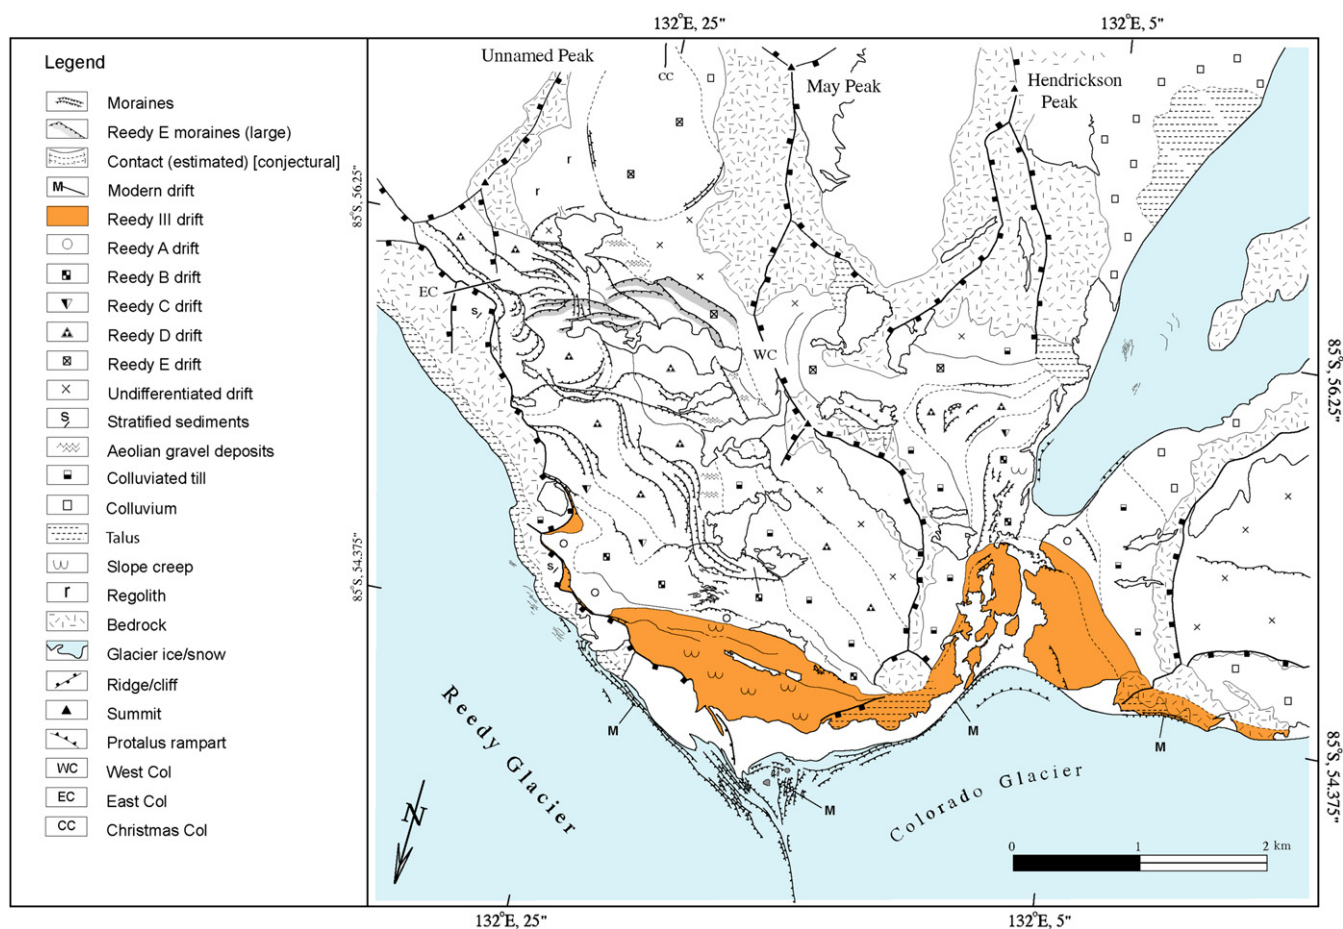 132°E, 25"
132°E, 5"
Legend
Moraines
Reedy E moraines (large)
Contact (estimated) [conjectural]
M
Modern drift
Reedy III drift
Reedy A drift
Reedy B drift
Reedy C drift
Reedy D drift
Reedy E drift
Undifferentiated drift
s
Stratified sediments
Aeolian gravel deposits
Colluviated till
Colluvium
Talus
Slope creep
r
Regolith
Bedrock
Glacier ice/snow
Ridge/cliff
Summit
Protalus rampart
WC
West Col
EC
East Col
CC
Christmas Col
Unnamed Peak
CC
May Peak
Hendrickson
Peak
r
r
85°S, 56.25"
EC
s
WC
85°S, 56.25"
85°S, 54.375"
s
M
M
M
M
Reedy Glacier
Colorado Glacier
85°S, 54.375"
N
0
1
2 km
132°E, 25"
132°E, 5"